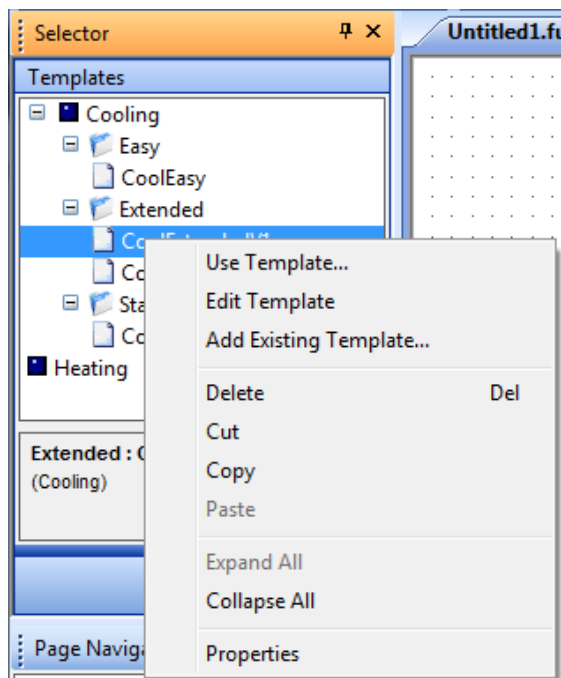 Selector
Untitled1.fu
Templates
Cooling
Easy
CoolEasy
Extended
Use Template...
Edit Template
Add Existing Template...
Heating
Delete Del
Cut
Extended :
(Cooling)
Copy
Paste
Expand All
Collapse All
Page Naviga
Properties